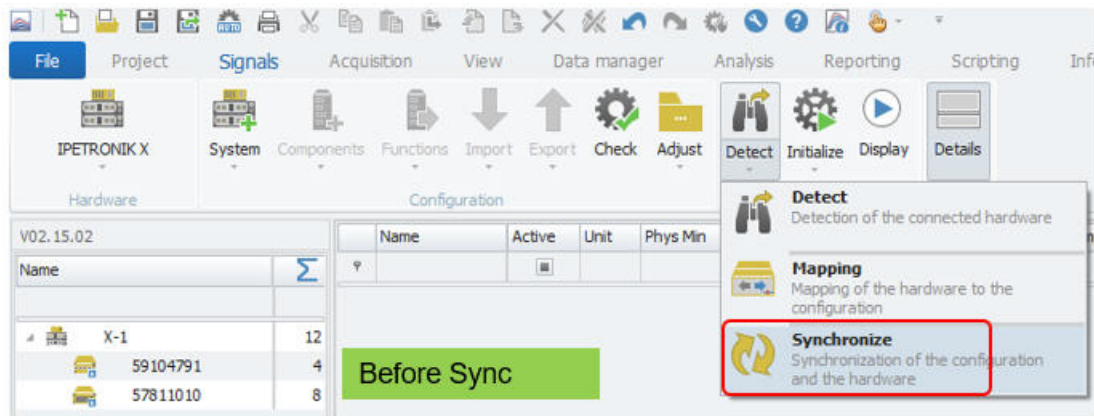 AUTO
File Project Signals Acquisition View Data manager Analysis Reporting Scripting Inf
IPETRONIK X System Components Functions Import Export Check Adjust Detect Initialize Display Details
Hardware Configuration
Detect
Detection of the connected hardware
V02.15.02
Name Active Unit Phys Min
Mapping
Mapping of the hardware to the
configuration
Name
X-1 12
Synchronize
Synchronization of the configuration
and the hardware
59104791 4
57811010 8
Before Sync